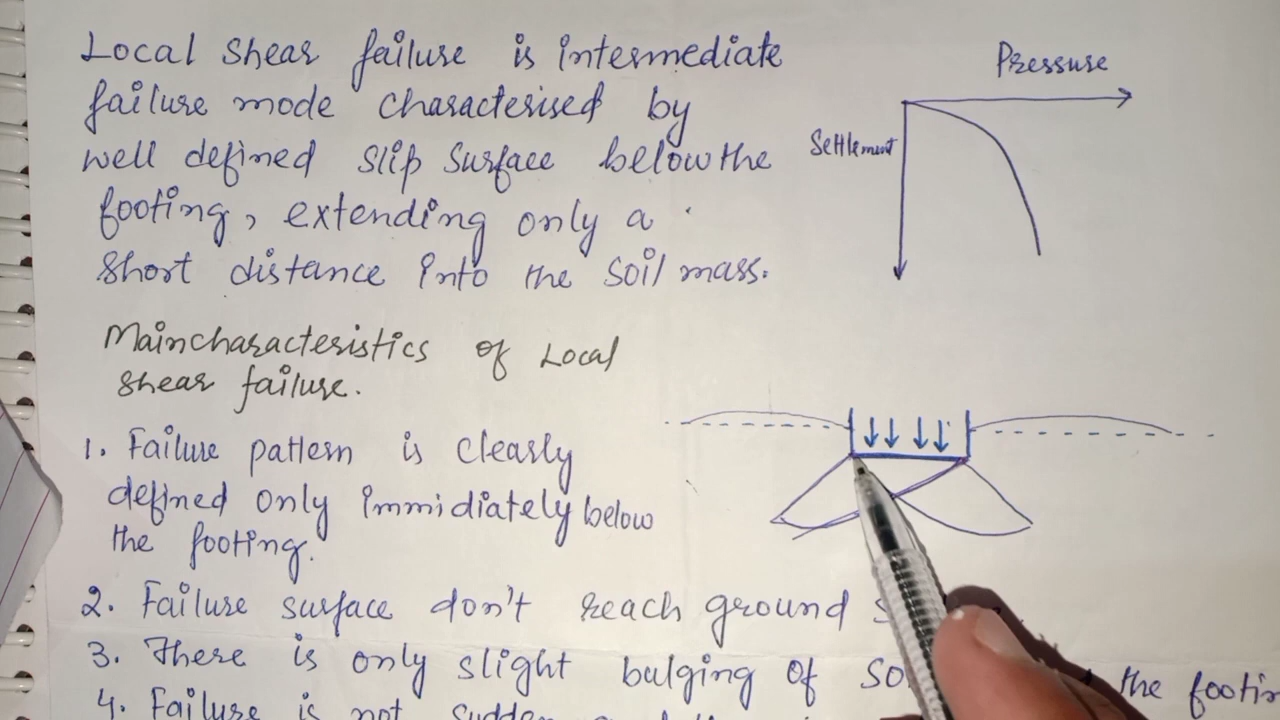 Local shear failure is intermediate
failure mode characterised by
well defined slip surface below the
footing, extending only a
short distance into the soil mass.
Pressure
Settlement
Maincharacteristics of Local
shear failure.
1. Failure pattern is clearly
defined only immidiately below
the footing.
2. Failure surface don't reach ground
3. There is only slight bulging of the footin
4. Failure is not